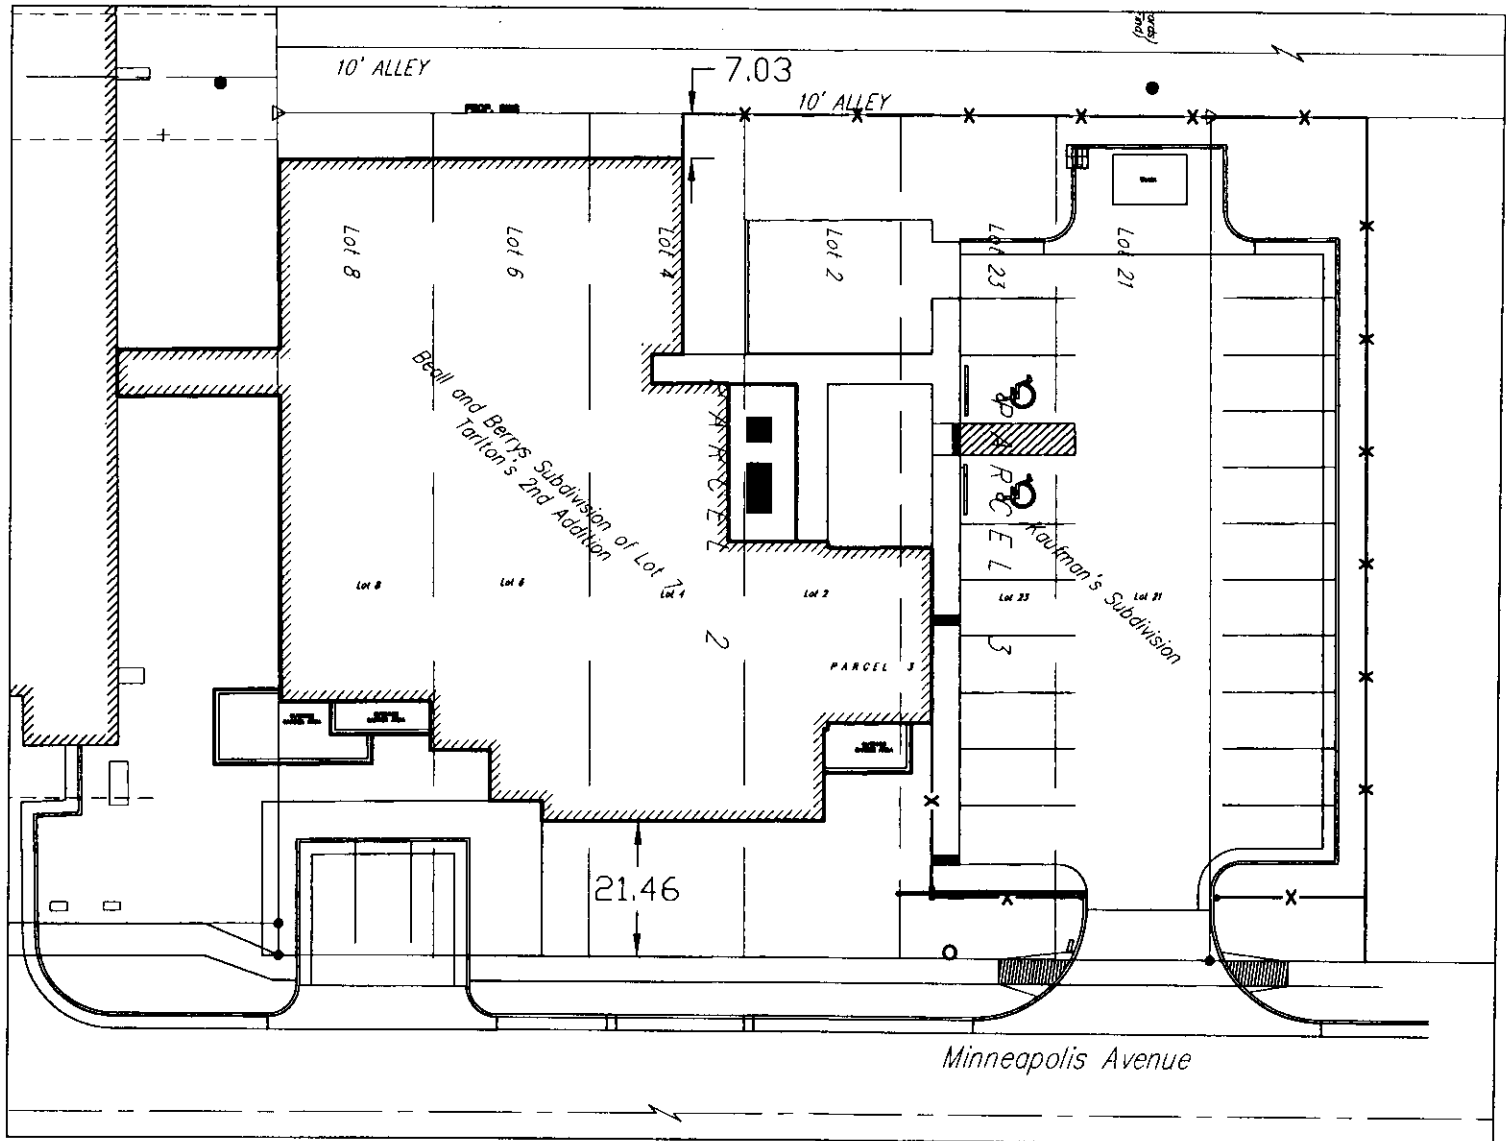 10' ALLEY
7.03
10' ALLEY
Lot 8
Lot 6
Lot 4
Lot 2
Lot 23
Lot 21
Beall and Berrys Subdivision of Lot 7,
Tarlton's 2nd Addition
PARCEL 2
PARCEL 3
Kaufman's Subdivision
Lot 8
Lot 6
Lot 4
Lot 2
Lot 23
Lot 21
PARCEL 3
21.46
Minneapolis Avenue